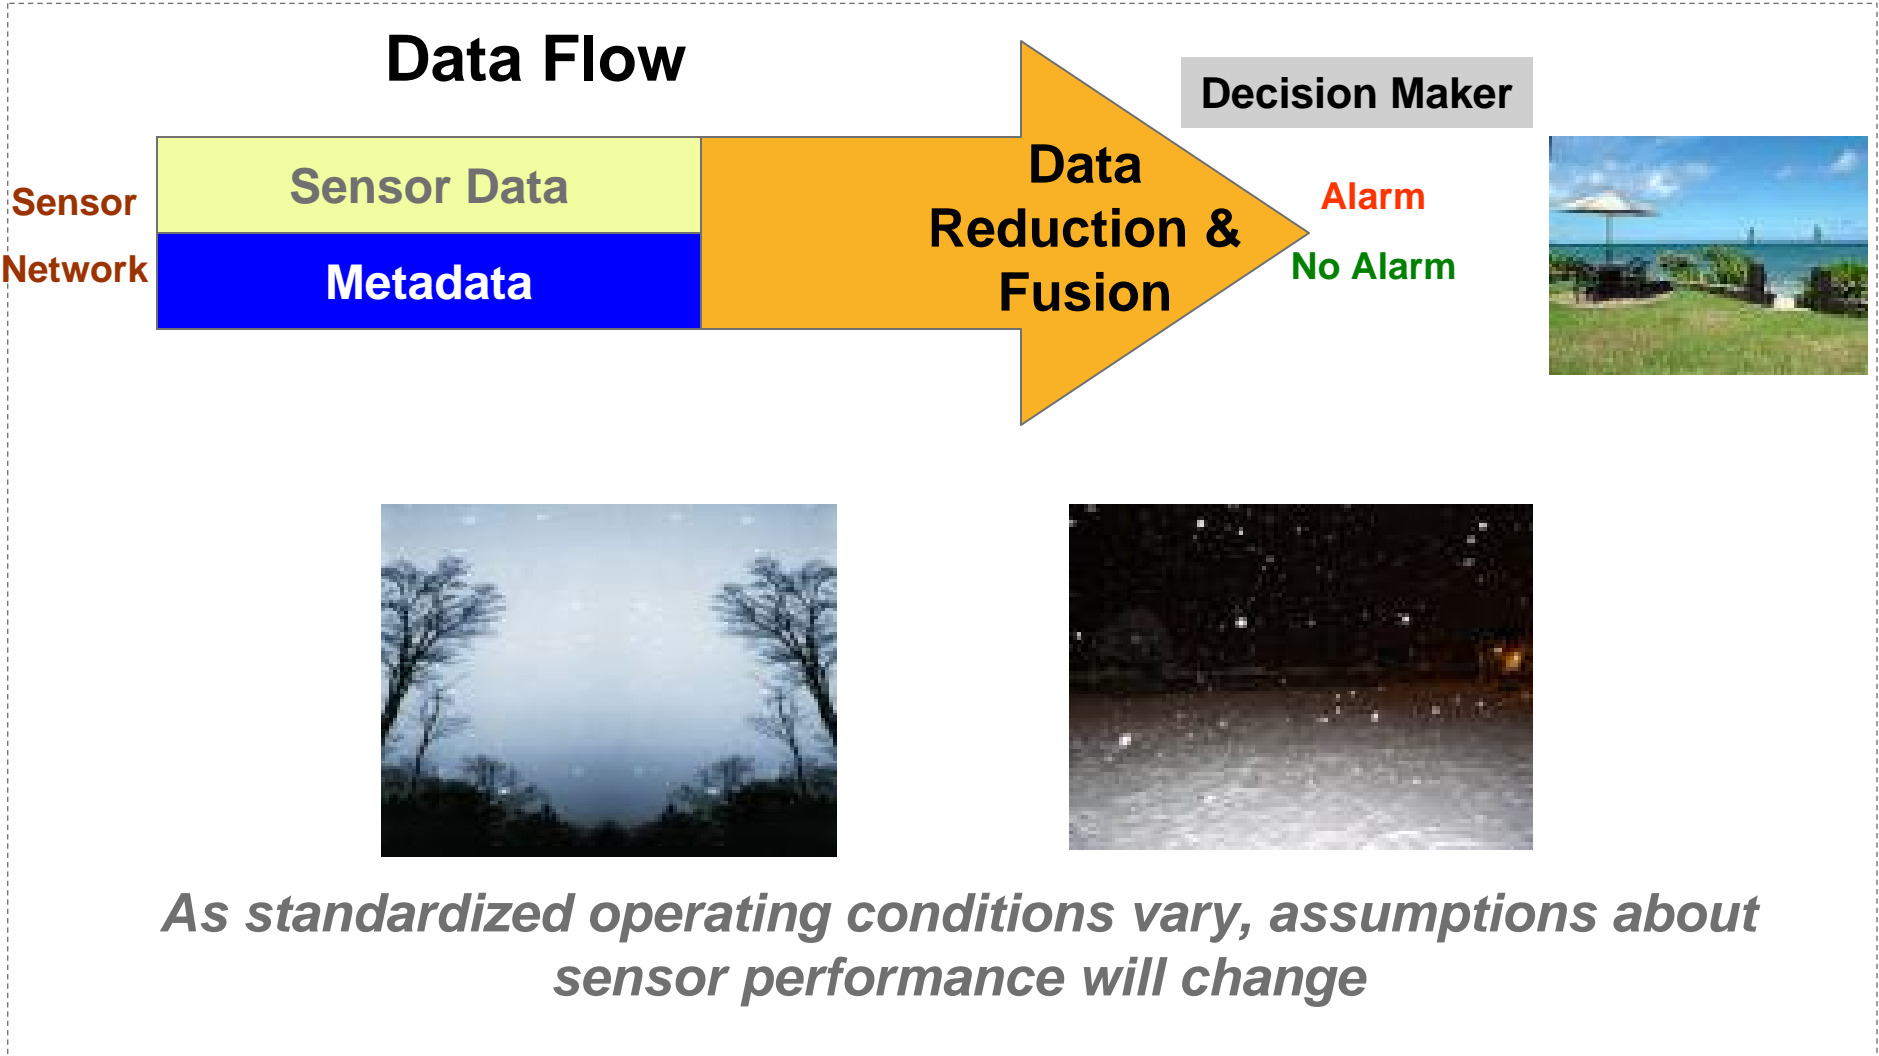 Data Flow
Decision Maker
Sensor
Network
Sensor Data
Metadata
Data
Reduction &
Fusion
Alarm
No Alarm
As standardized operating conditions vary, assumptions about
sensor performance will change